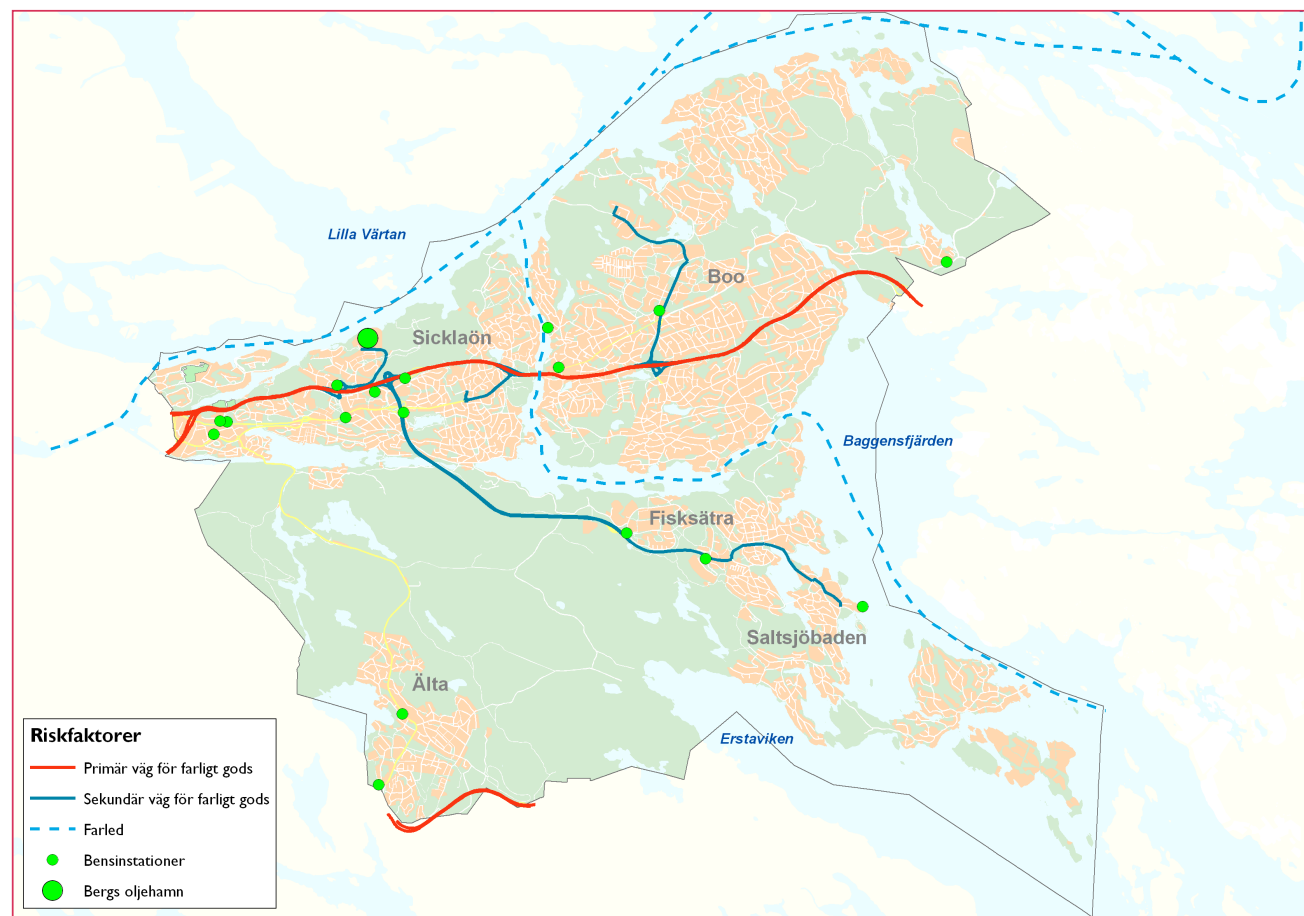 Lilla Värtan
Boo
Sicklaön
Baggensfjärden
Fisksätra
Saltsjöbaden
Älta
Erstaviken
Riskfaktorer
Primär väg för farligt gods
Sekundär väg för farligt gods
Farled
Bensinstationer
Bergs oljehamn